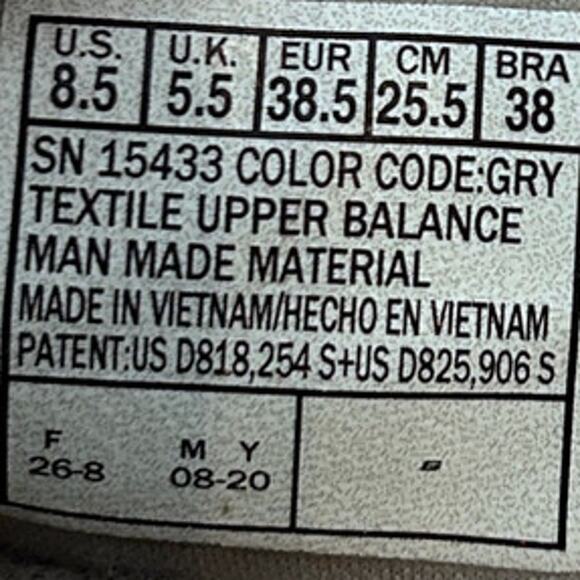 U.S. U.K. EUR CM BRA
8.5 5.5 38.5 25.5 38
SN 15433 COLOR CODE:GRY
TEXTILE UPPER BALANCE
MAN MADE MATERIAL
MADE IN VIETNAM/HECHO EN VIETNAM
PATENT:US D818,254 S+US D825,906 S
F M Y
26-8 08-20